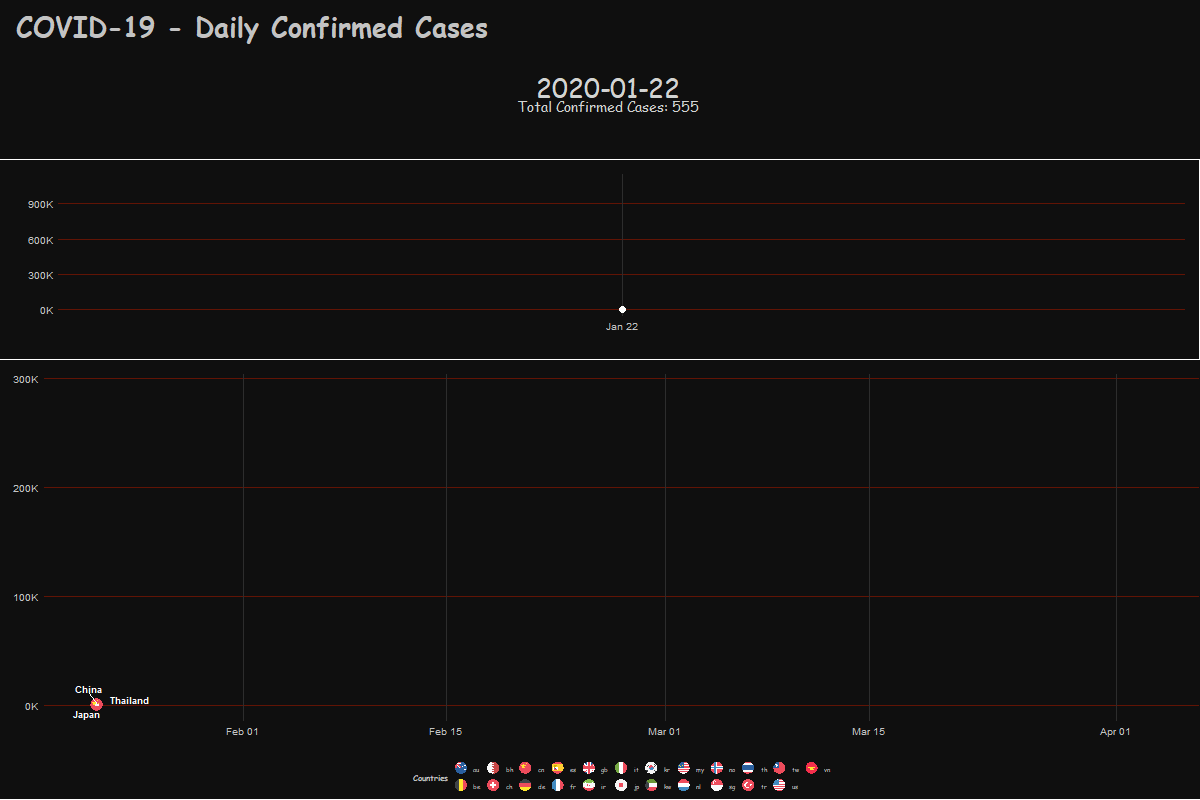 COVID-19 - Daily Confirmed Cases
2020-01-22
Total Confirmed Cases: 555
900K
600K
300K
0K
Jan 22
300K
200K
100K
0K
China
Thailand
Japan
Feb 01
Feb 15
Mar 01
Mar 15
Apr 01
Countries
au bh cn gb it kr my no th tw vn
be ch de fr ir jp kw nl sg tr us